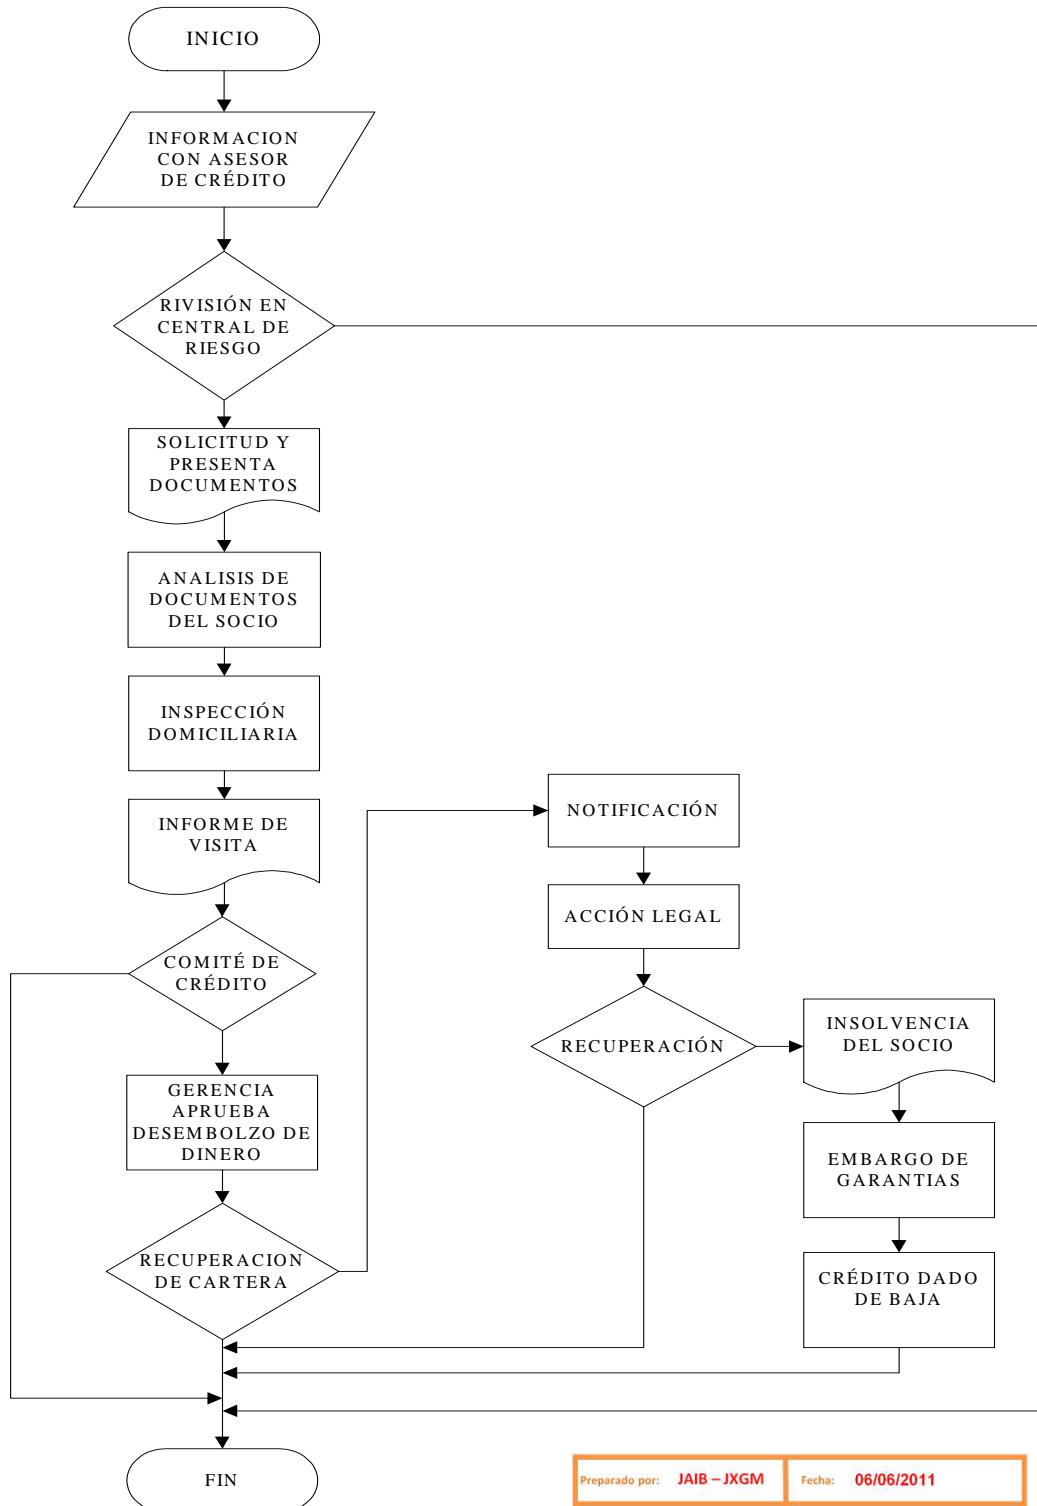 INICIO
INFORMACION
CON ASESOR
DE CRÉDITO
RIVISIÓN EN
CENTRAL DE
RIESGO
SOLICITUD Y
PRESENTA
DOCUMENTOS
ANALISIS DE
DOCUMENTOS
DEL SOCIO
INSPECCIÓN
DOMICILIARIA
INFORME DE
VISITA
COMITÉ DE
CRÉDITO
GERENCIA
APRUEBA
DESEMBOLZO DE
DINERO
RECUPERACION
DE CARTERA
NOTIFICACIÓN
ACCIÓN LEGAL
RECUPERACIÓN
INSOLVENCIA
DEL SOCIO
EMBARGO DE
GARANTIAS
CRÉDITO DADO
DE BAJA
FIN
Preparado por: JAIB – JXGM Fecha: 06/06/2011